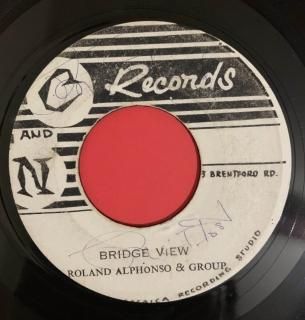 C Records
AND
N
3 BRENTFORD RD.
BRIDGE VIEW
ROLAND ALPHONSO & GROUP
RECORDING STUDIO